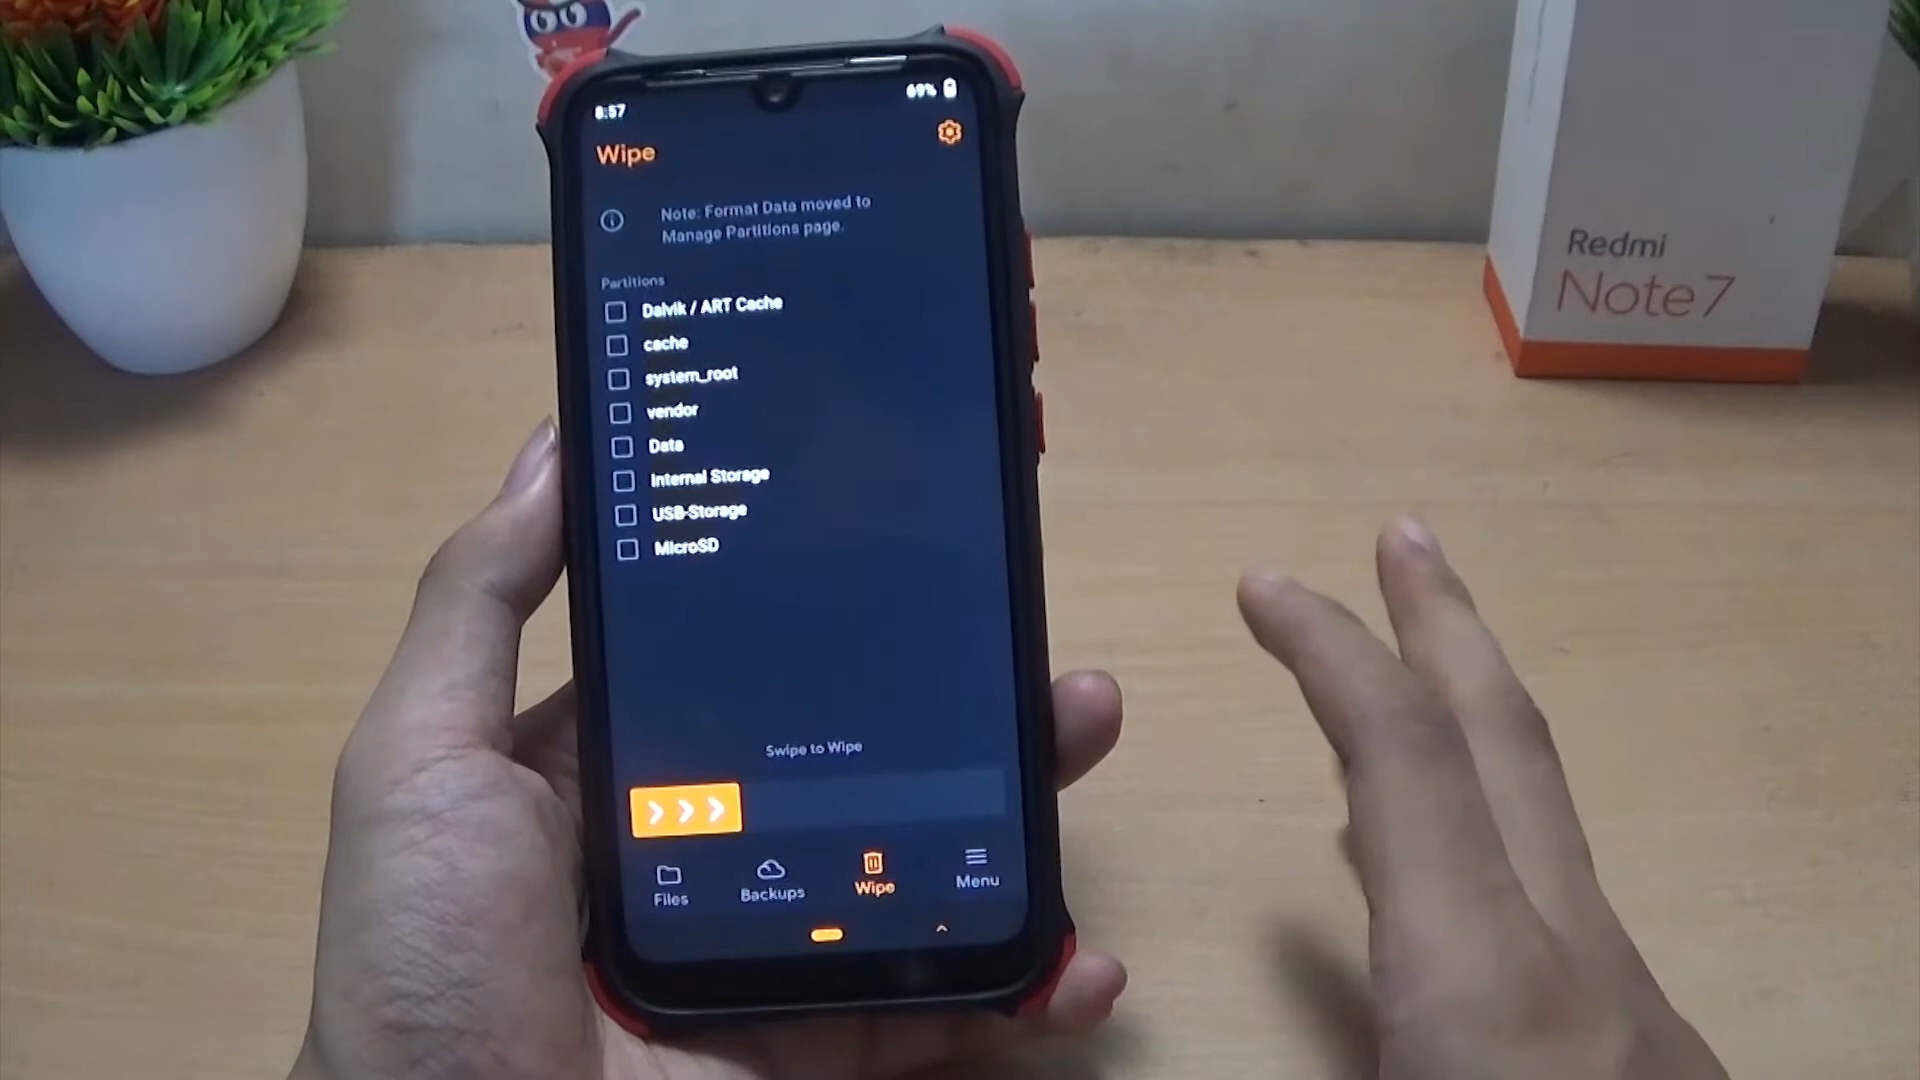 8:57
69%
Wipe
Note: Format Data moved to
Manage Partitions page.
Partitions
Dalvik / ART Cache
cache
system_root
vendor
Data
Internal Storage
USB-Storage
MicroSD
Swipe to Wipe
Files
Backups
Wipe
Menu
Redmi
Note7